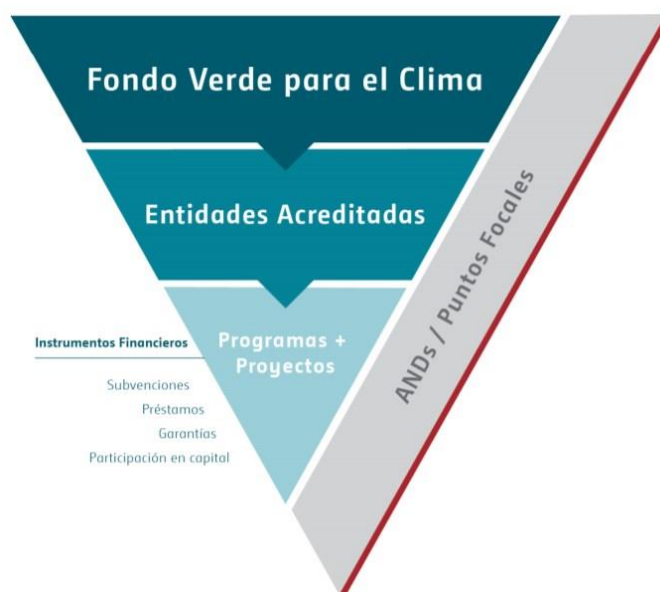 Fondo Verde para el Clima
Entidades Acreditadas
Programas +
Proyectos
Instrumentos Financieros
Subvenciones
Préstamos
Garantías
Participación en capital
ANDs / Puntos Focales